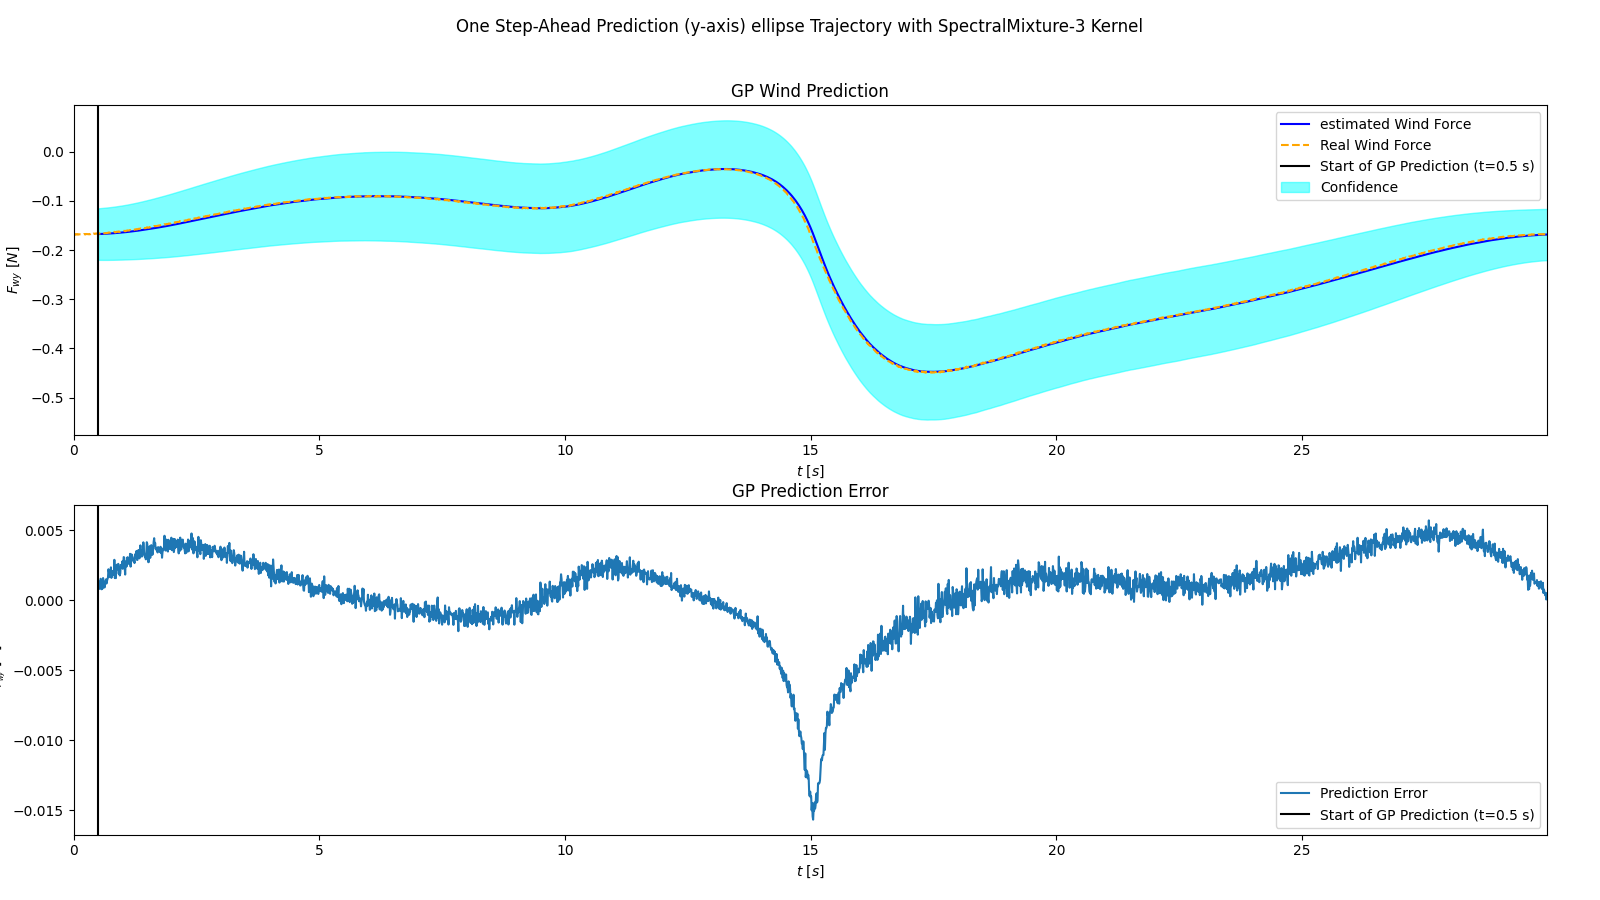 One Step-Ahead Prediction (y-axis) ellipse Trajectory with SpectralMixture-3 Kernel
GP Wind Prediction
F_wy [N]
0.0
−0.1
−0.2
−0.3
−0.4
−0.5
estimated Wind Force
Real Wind Force
Start of GP Prediction (t=0.5 s)
Confidence
0 5 10 15 20 25
t [s]
GP Prediction Error
0.005
0.000
−0.005
−0.010
−0.015
Prediction Error
Start of GP Prediction (t=0.5 s)
0 5 10 15 20 25
t [s]